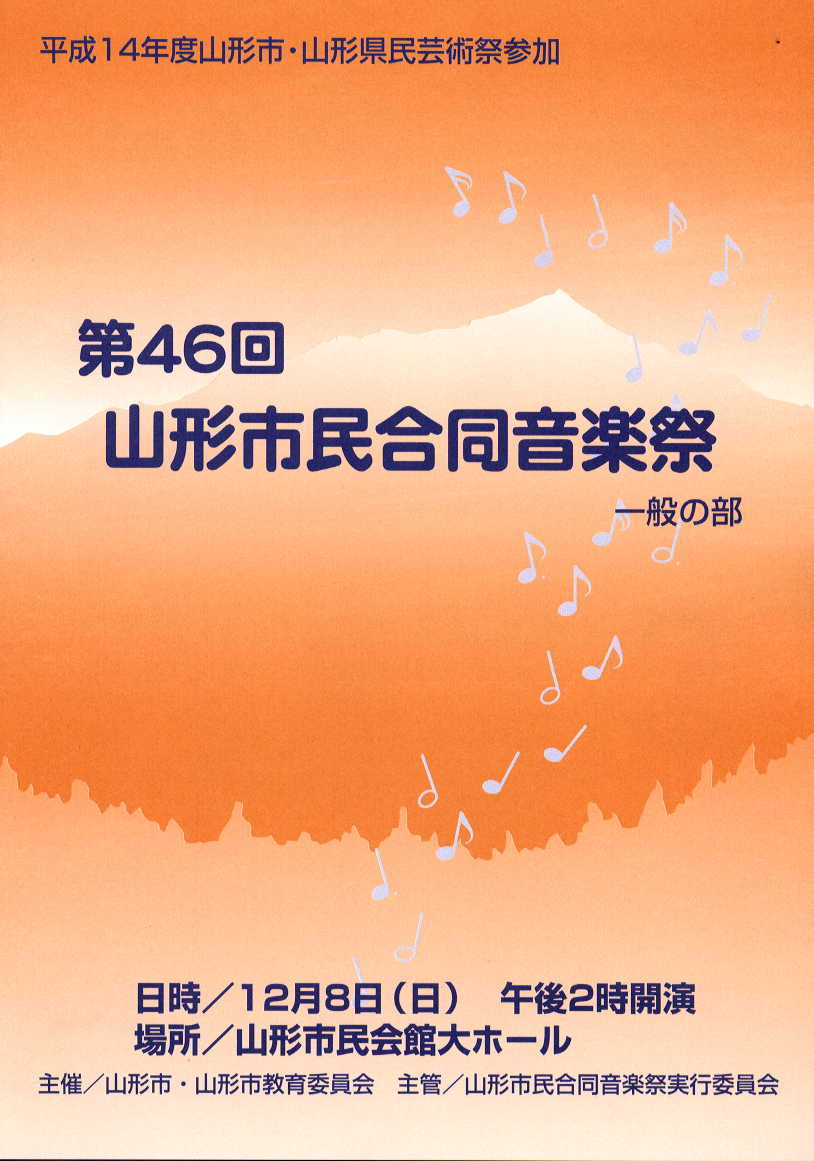 平成14年度山形市・山形県民芸術祭参加
第46回
山形市民合同音楽祭
一般の部
日時／12月8日（日）　午後2時開演
場所／山形市民会館大ホール
主催／山形市・山形市教育委員会　主管／山形市民合同音楽祭実行委員会